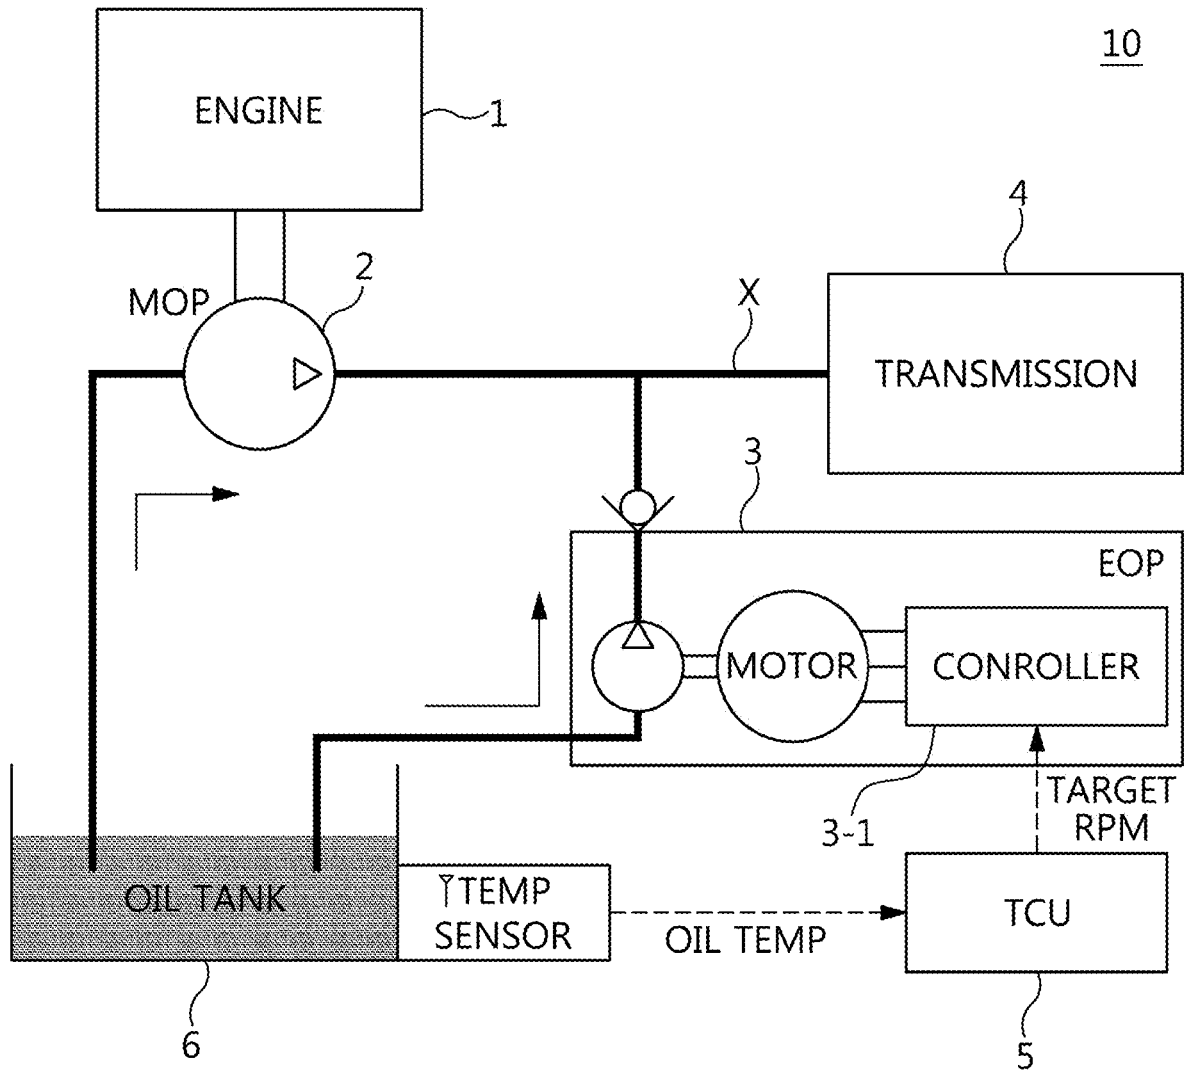 10
ENGINE
1
4
MOP
2
X
TRANSMISSION
3
EOP
MOTOR
CONROLLER
3-1
TARGET
RPM
OIL TANK
TEMP
SENSOR
OIL TEMP
TCU
6
5